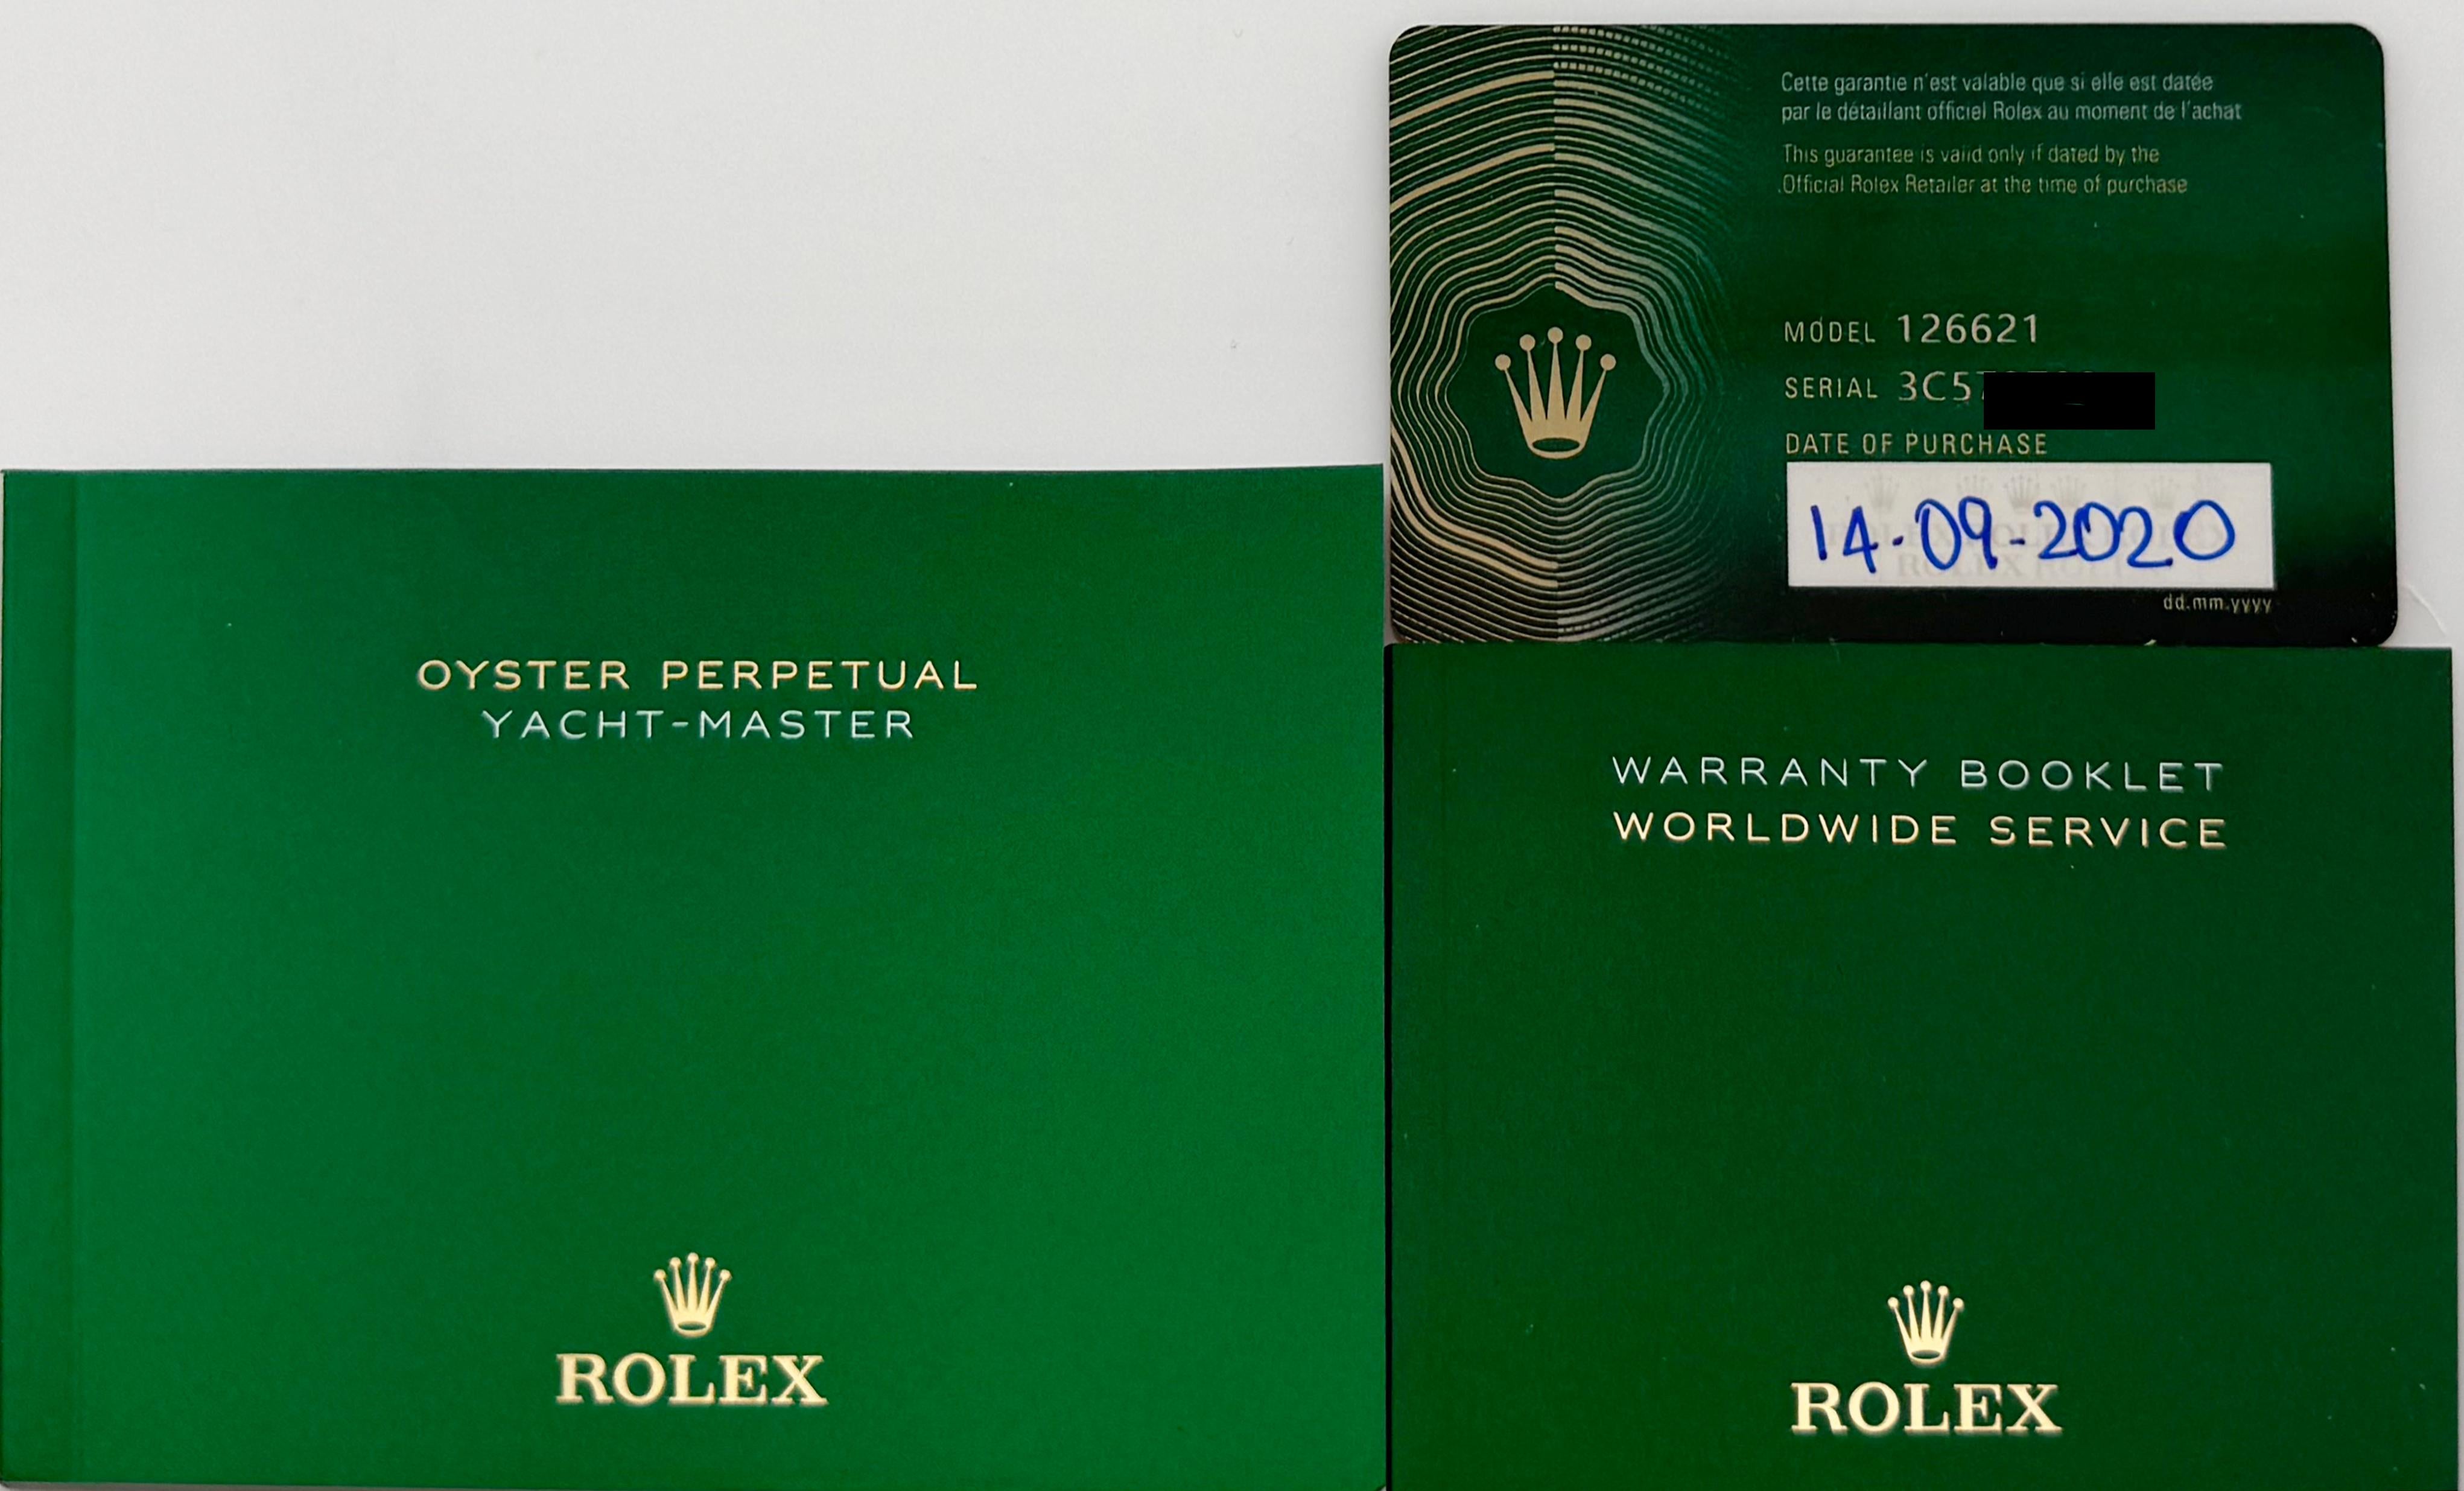 OYSTER PERPETUAL
YACHT-MASTER
ROLEX
Cette garantie n'est valable que si elle est datée
par le détaillant officiel Rolex au moment de l'achat
This guarantee is valid only if dated by the
Official Rolex Retailer at the time of purchase
MODEL 126621
SERIAL 3C5
DATE OF PURCHASE
14-09-2020
dd.mm.yyyy
WARRANTY BOOKLET
WORLDWIDE SERVICE
ROLEX